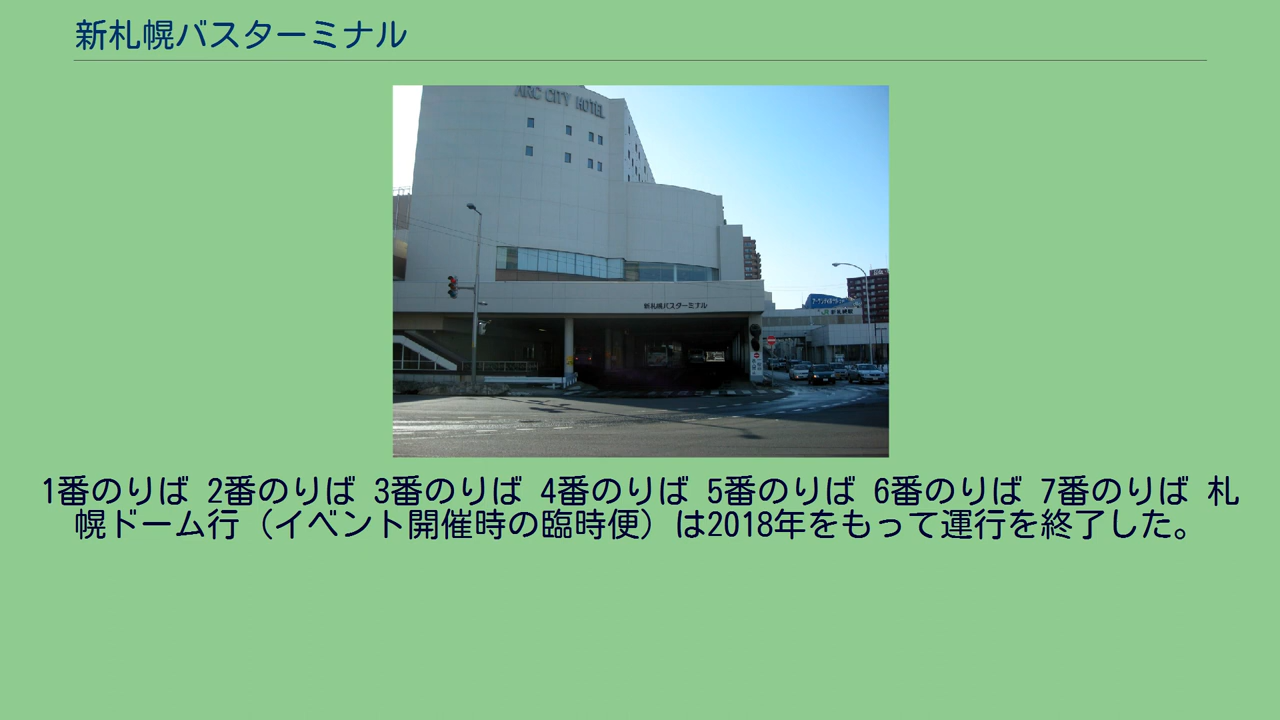 新札幌バスターミナル
ARC CITY HOTEL
新札幌バスターミナル
1番のりば 2番のりば 3番のりば 4番のりば 5番のりば 6番のりば 7番のりば 札
幌ドーム行（イベント開催時の臨時便）は2018年をもって運行を終了した。